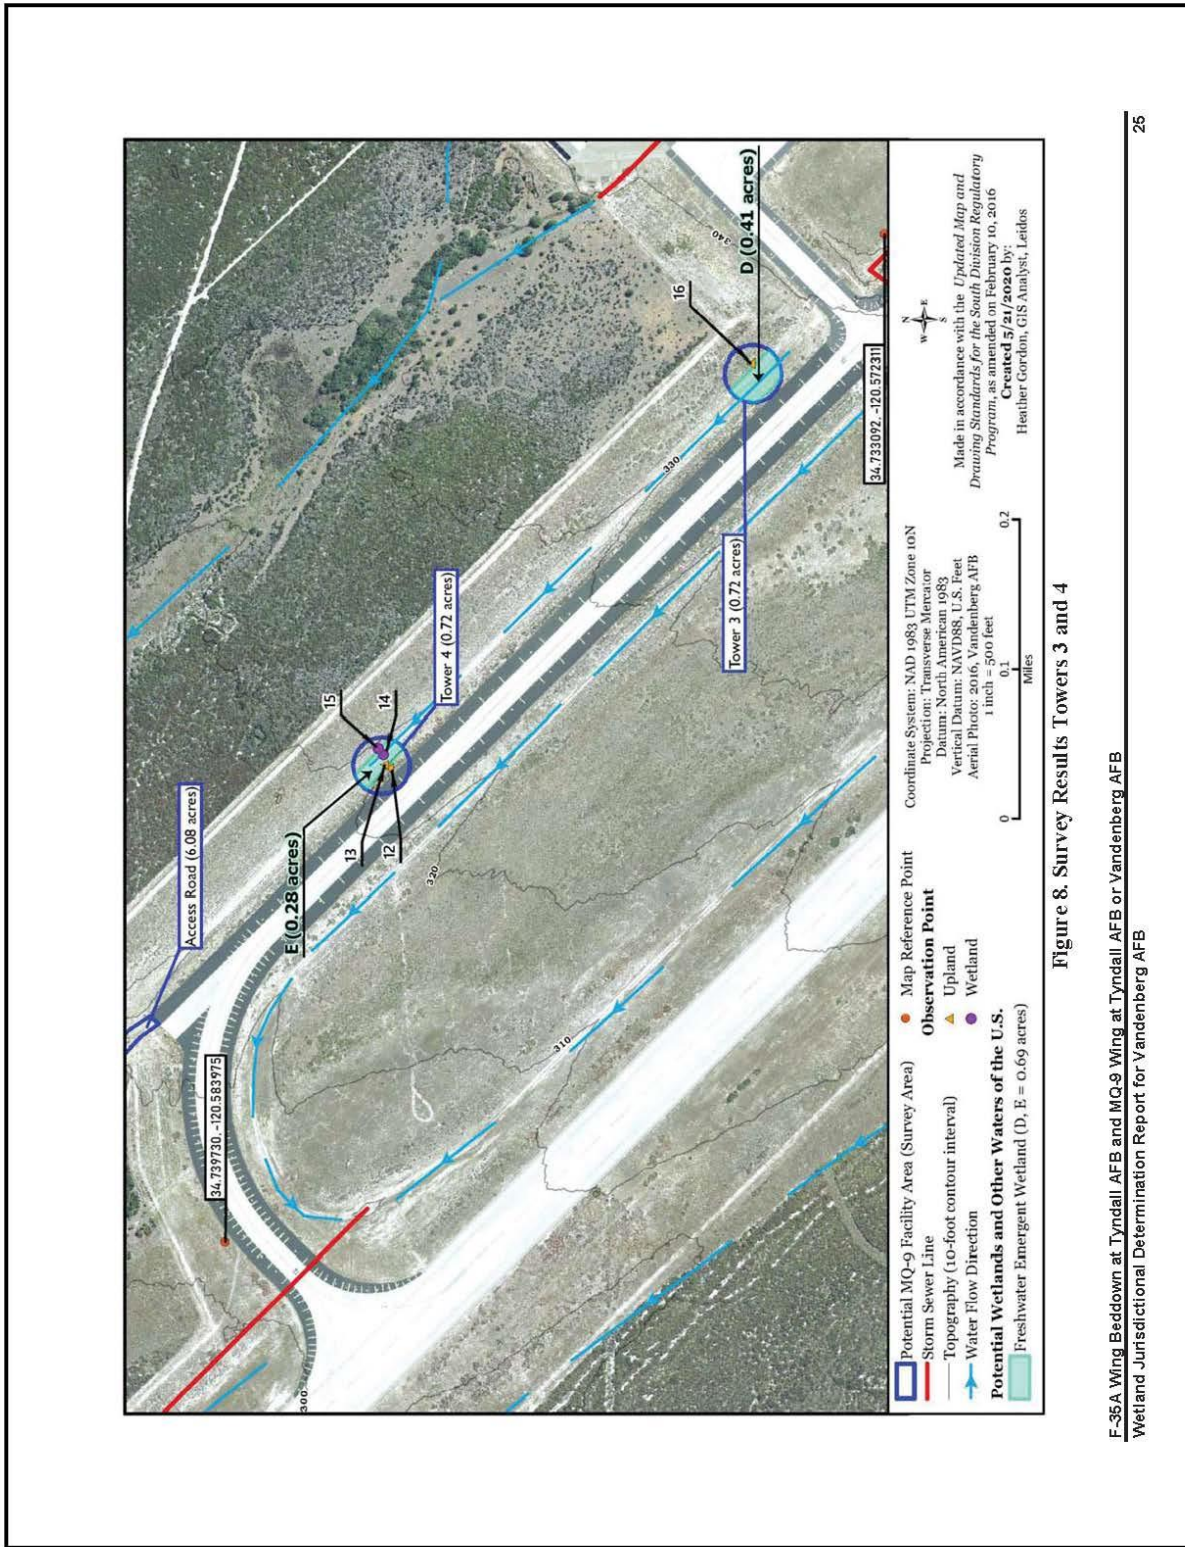 Access Road (6.08 acres)
34.739730, -120.583975
E (0.28 acres)
13
12
15
14
Tower 4 (0.72 acres)
16
D (0.41 acres)
Tower 3 (0.72 acres)
34.733092, -120.572311
300
310
320
330
340
Potential MQ-9 Facility Area (Survey Area)
Storm Sewer Line
Topography (10-foot contour interval)
Water Flow Direction
Potential Wetlands and Other Waters of the U.S.
Freshwater Emergent Wetland (D, E = 0.69 acres)
Map Reference Point
Observation Point
Upland
Wetland
Coordinate System: NAD 1983 UTM Zone 10N
Projection: Transverse Mercator
Datum: North American 1983
Vertical Datum: NAVD88, U.S. Feet
Aerial Photo: 2016, Vandenberg AFB
1 inch = 500 feet
0
0.1
0.2
Miles
N
W
E
S
Made in accordance with the Updated Map and
Drawing Standards for the South Division Regulatory
Program, as amended on February 10, 2016
Created 5/21/2020 by:
Heather Gordon, GIS Analyst, Leidos
Figure 8. Survey Results Towers 3 and 4
F-35A Wing Beddown at Tyndall AFB and MQ-9 Wing at Tyndall AFB or Vandenberg AFB
Wetland Jurisdictional Determination Report for Vandenberg AFB
25